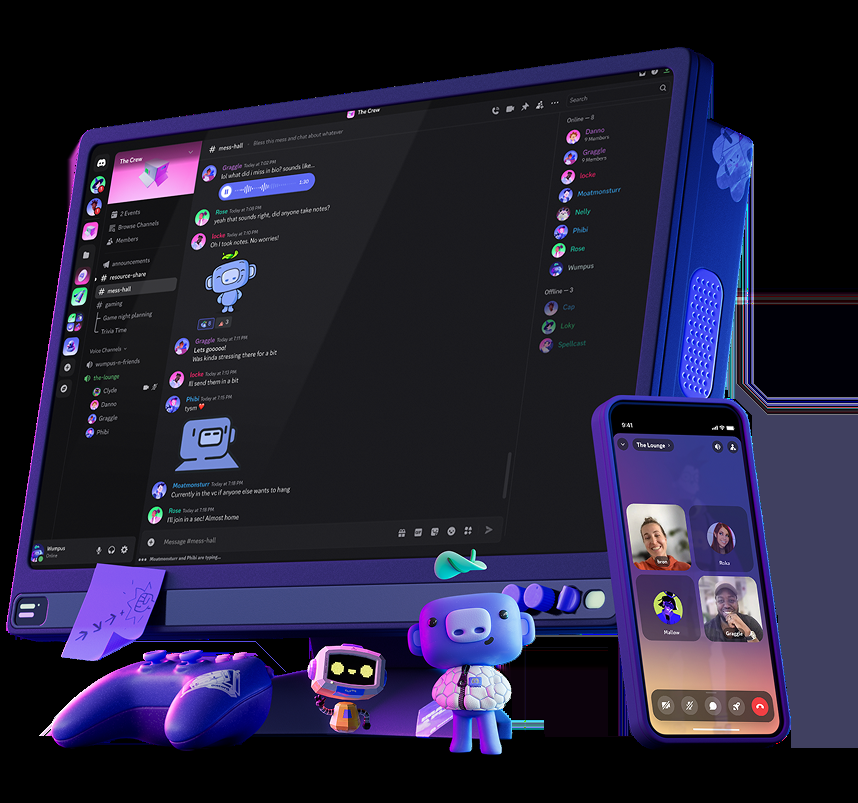 The Crew
The Crew
2 Events
Browse Channels
Members
announcements
# resource-share
# mess-hall
# gaming
Game night planning
Trivia Time
Voice Channels
wumpus-n-friends
the-lounge
Clyde
Danno
Graggle
Phibi
Wumpus
Online
# mess-hall
Bless this mess and chat about whatever
Graggle Today at 7:02 PM
lol what did i miss in bio? sounds like...
1:30
Rose Today at 7:08 PM
yeah that sounds right, did anyone take notes?
locke Today at 7:10 PM
Oh I took notes. No worries!
3
Graggle Today at 7:11 PM
Lets gooooo!
Was kinda stressing there for a bit
locke Today at 7:12 PM
Ill send them in a bit
Phibi Today at 7:15 PM
tysm ❤️
Moatmonsturr Today at 7:18 PM
Currently in the vc if anyone else wants to hang
Rose Today at 7:18 PM
I'll join in a sec! Almost home
Message #mess-hall
Moatmonsturr and Phibi are typing...
Search
Online — 8
Danno
9 Members
Graggle
9 Members
locke
Moatmonsturr
Nelly
Phibi
Rose
Wumpus
Offline — 3
Cap
Loky
Spellcast
9:41
The Lounge
bron
Ruka
Mallow
Graggle